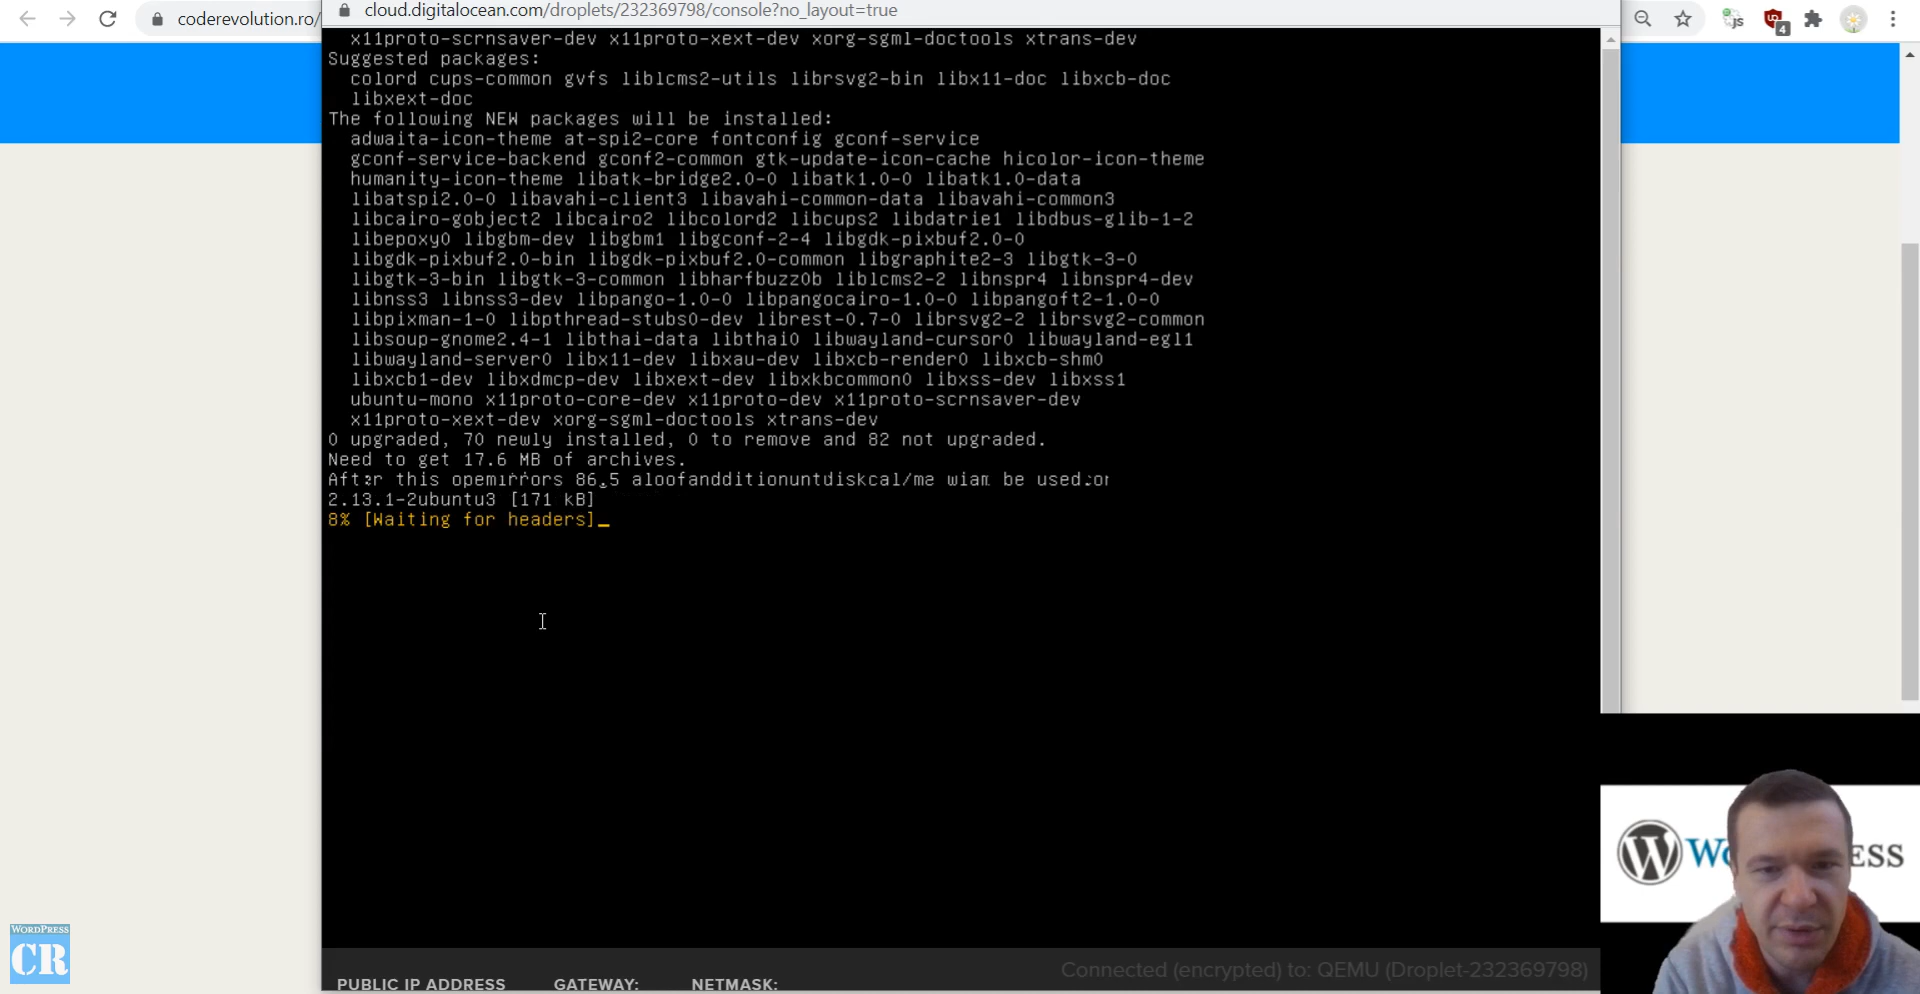 coderevolution.ro/
cloud.digitalocean.com/droplets/232369798/console?no_layout=true
JS
4
x11proto-scrnsaver-dev x11proto-xext-dev xorg-sgml-doctools xtrans-dev
Suggested packages:
colord cups-common gvfs liblcms2-utils librsvg2-bin libx11-doc libxcb-doc
libxext-doc
The following NEW packages will be installed:
adwaita-icon-theme at-spi2-core fontconfig gconf-service
gconf-service-backend gconf2-common gtk-update-icon-cache hicolor-icon-theme
humanity-icon-theme libatk-bridge2.0-0 libatk1.0-0 libatk1.0-data
libatspi2.0-0 libavahi-client3 libavahi-common-data libavahi-common3
libcairo-gobject2 libcairo2 libcolord2 libcups2 libdatrie1 libdbus-glib-1-2
libepoxy0 libgbm-dev libgbm1 libgconf-2-4 libgdk-pixbuf2.0-0
libgdk-pixbuf2.0-bin libgdk-pixbuf2.0-common libgraphite2-3 libgtk-3-0
libgtk-3-bin libgtk-3-common libharfbuzz0b liblcms2-2 libnspr4 libnspr4-dev
libnss3 libnss3-dev libpango-1.0-0 libpangocairo-1.0-0 libpangoft2-1.0-0
libpixman-1-0 libpthread-stubs0-dev librest-0.7-0 librsvg2-2 librsvg2-common
libsoup-gnome2.4-1 libthai-data libthai0 libwayland-cursor0 libwayland-egl1
libwayland-server0 libx11-dev libxau-dev libxcb-render0 libxcb-shm0
libxcb1-dev libxdmcp-dev libxext-dev libxkbcommon0 libxss-dev libxss1
ubuntu-mono x11proto-core-dev x11proto-dev x11proto-scrnsaver-dev
x11proto-xext-dev xorg-sgml-doctools xtrans-dev
0 upgraded, 70 newly installed, 0 to remove and 82 not upgraded.
Need to get 17.6 MB of archives.
this 86.5 be used
2.13.1-2ubuntu3 [171 kB]
8% [Waiting for headers]_
Connected (encrypted) to: QEMU (Droplet-232369798)
PUBLIC IP ADDRESS GATEWAY: NETMASK:
WORDPRESS
CR
W ESS